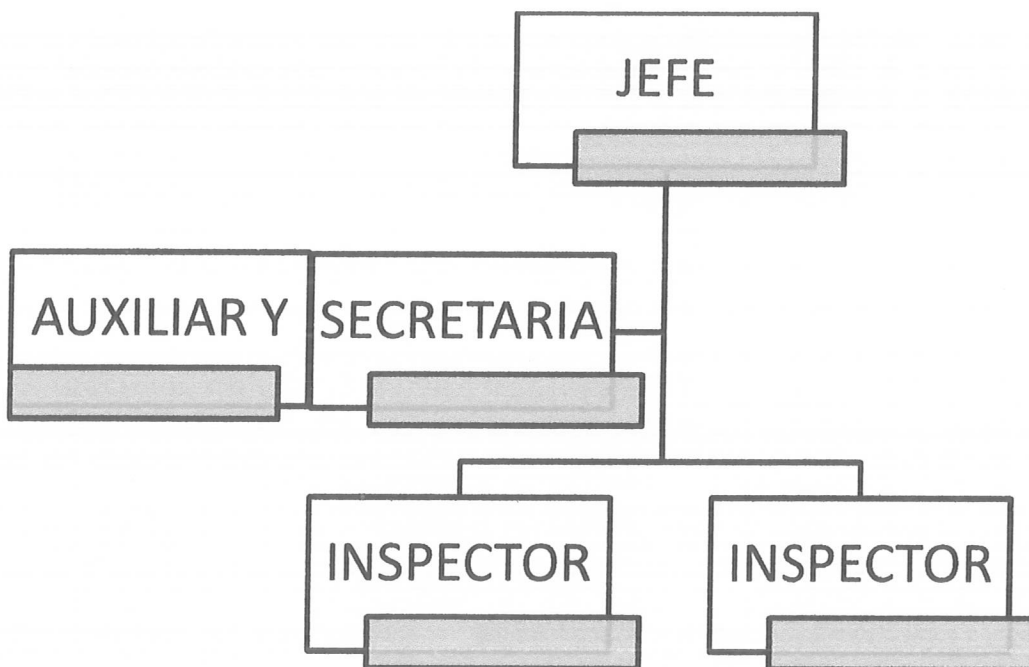 JEFE
AUXILIAR Y
SECRETARIA
INSPECTOR
INSPECTOR